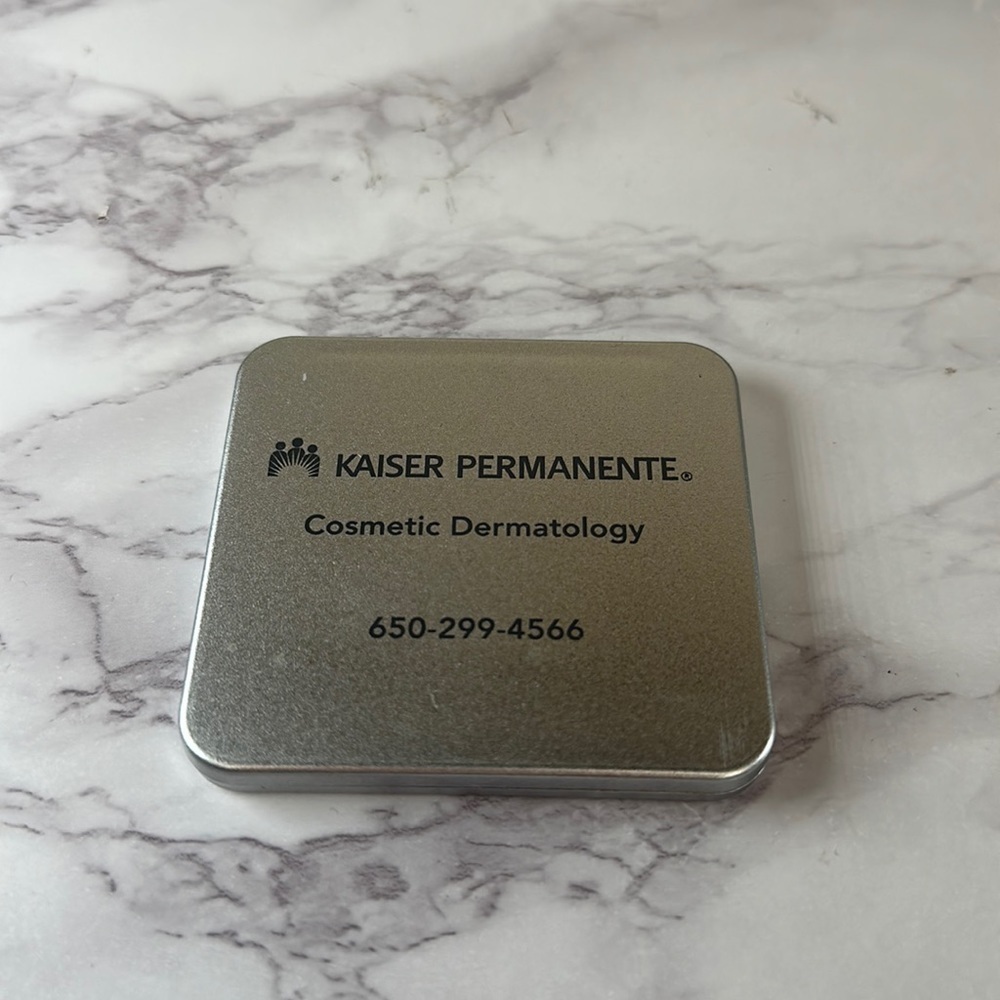 KAISER PERMANENTE®
Cosmetic Dermatology
650-299-4566